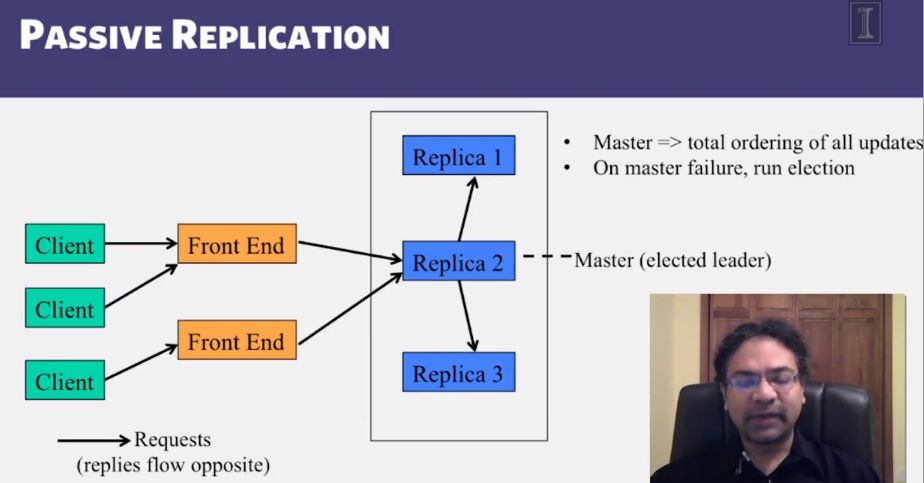 PASSIVE REPLICATION
I
Replica 1
• Master => total ordering of all updates
• On master failure, run election
Client
Front End
Replica 2
Master (elected leader)
Client
Front End
Client
Replica 3
Requests
(replies flow opposite)